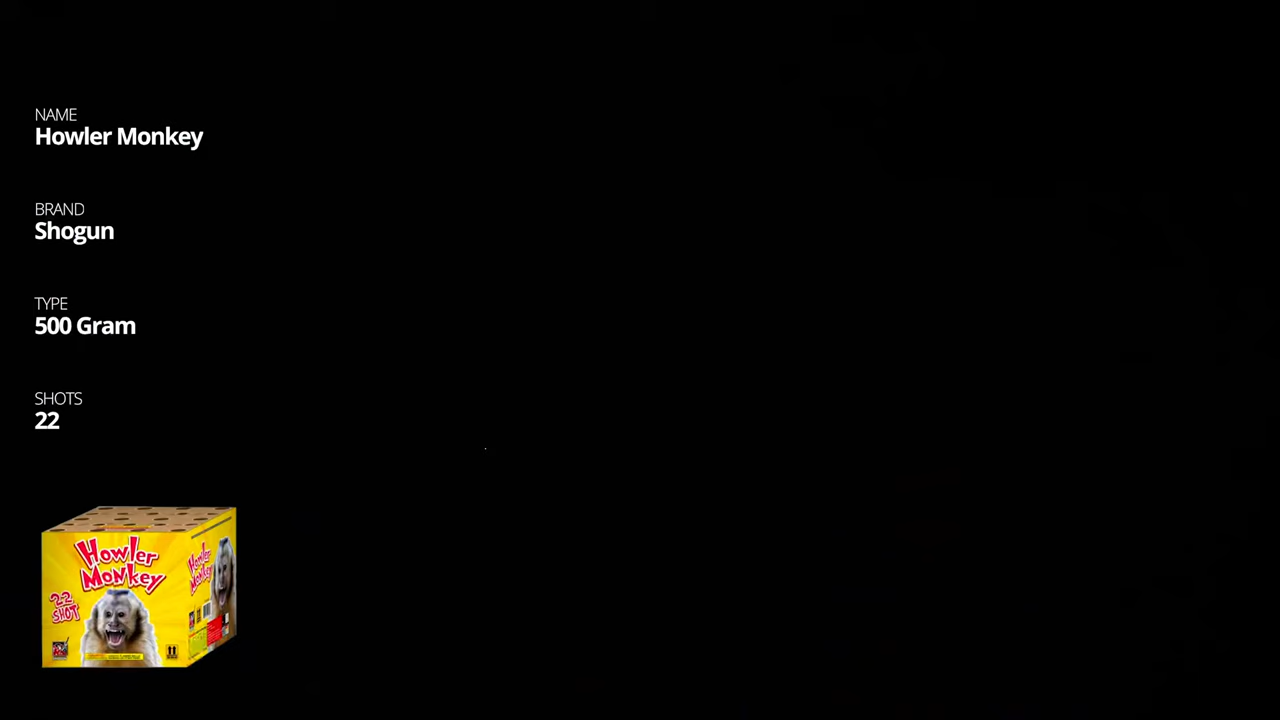 NAME
Howler Monkey
BRAND
Shogun
TYPE
500 Gram
SHOTS
22
Howler
Monkey
22
SHOT
Howler
Monkey